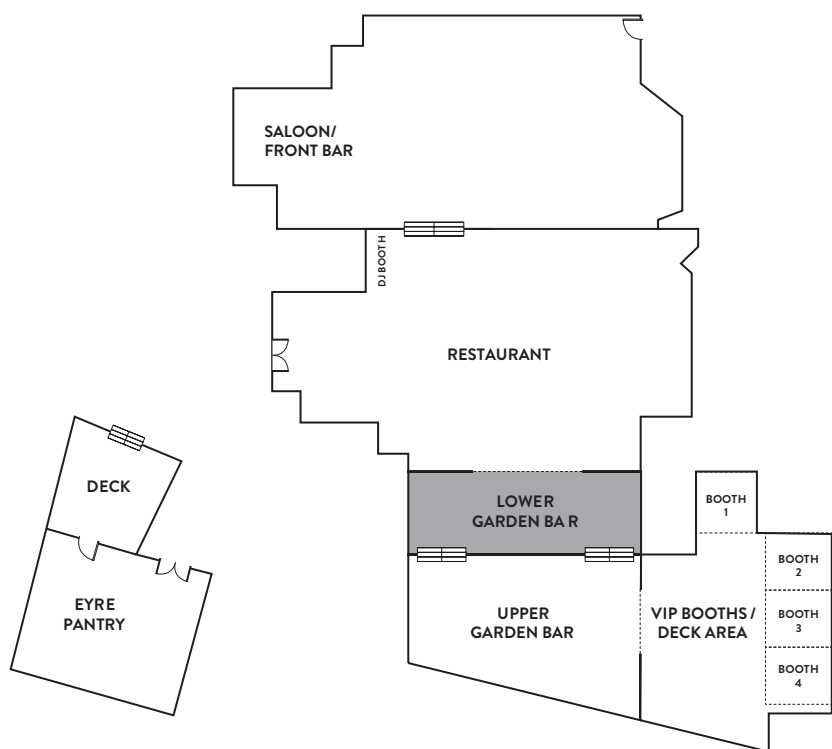 SALOON/
FRONT BAR
DJ BOOTH
RESTAURANT
DECK
EYRE
PANTRY
LOWER
GARDEN BA R
UPPER
GARDEN BAR
VIP BOOTHS /
DECK AREA
BOOTH
1
BOOTH
2
BOOTH
3
BOOTH
4